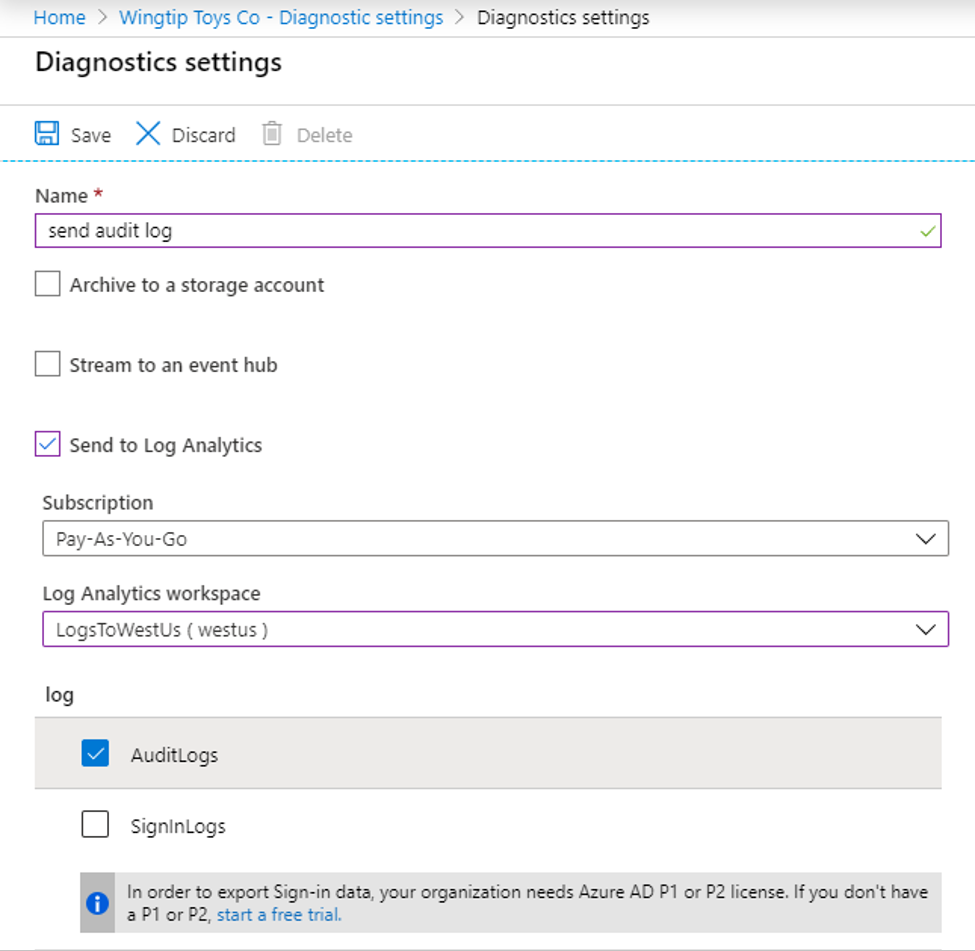 Home > Wingtip Toys Co - Diagnostic settings > Diagnostics settings
Diagnostics settings
Save Discard Delete
Name *
send audit log
Archive to a storage account
Stream to an event hub
Send to Log Analytics
Subscription
Pay-As-You-Go
Log Analytics workspace
LogsToWestUs ( westus )
log
AuditLogs
SignInLogs
In order to export Sign-in data, your organization needs Azure AD P1 or P2 license. If you don't have
a P1 or P2, start a free trial.